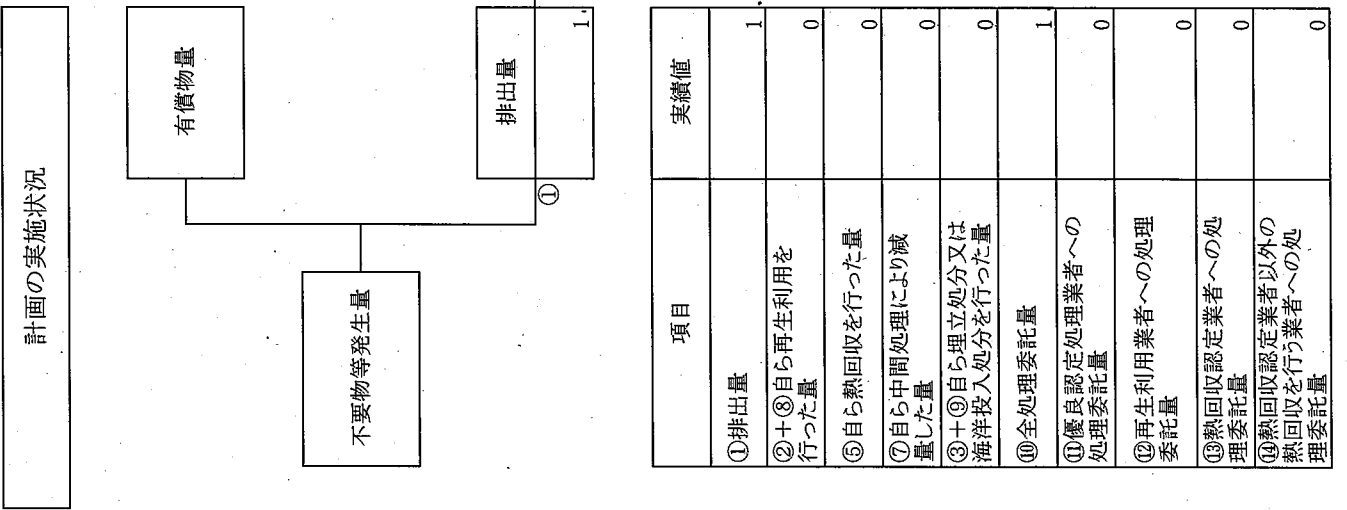 計画の実施状況
有償物量
不要物等発生量
①
排出量
1
項目
実績値
①排出量
1
②+⑧自ら再生利用を
行った量
0
⑤自ら熱回収を行った量
0
⑦自ら中間処理により減
量した量
0
③+⑨自ら埋立処分又は
海洋投入処分を行った量
0
⑩全処理委託量
1
⑪優良認定処理業者への
処理委託量
0
⑫再生利用業者への処理
委託量
0
⑬熱回収認定業者への処
理委託量
0
⑭熱回収認定業者以外の
熱回収を行う業者への処
理委託量
0